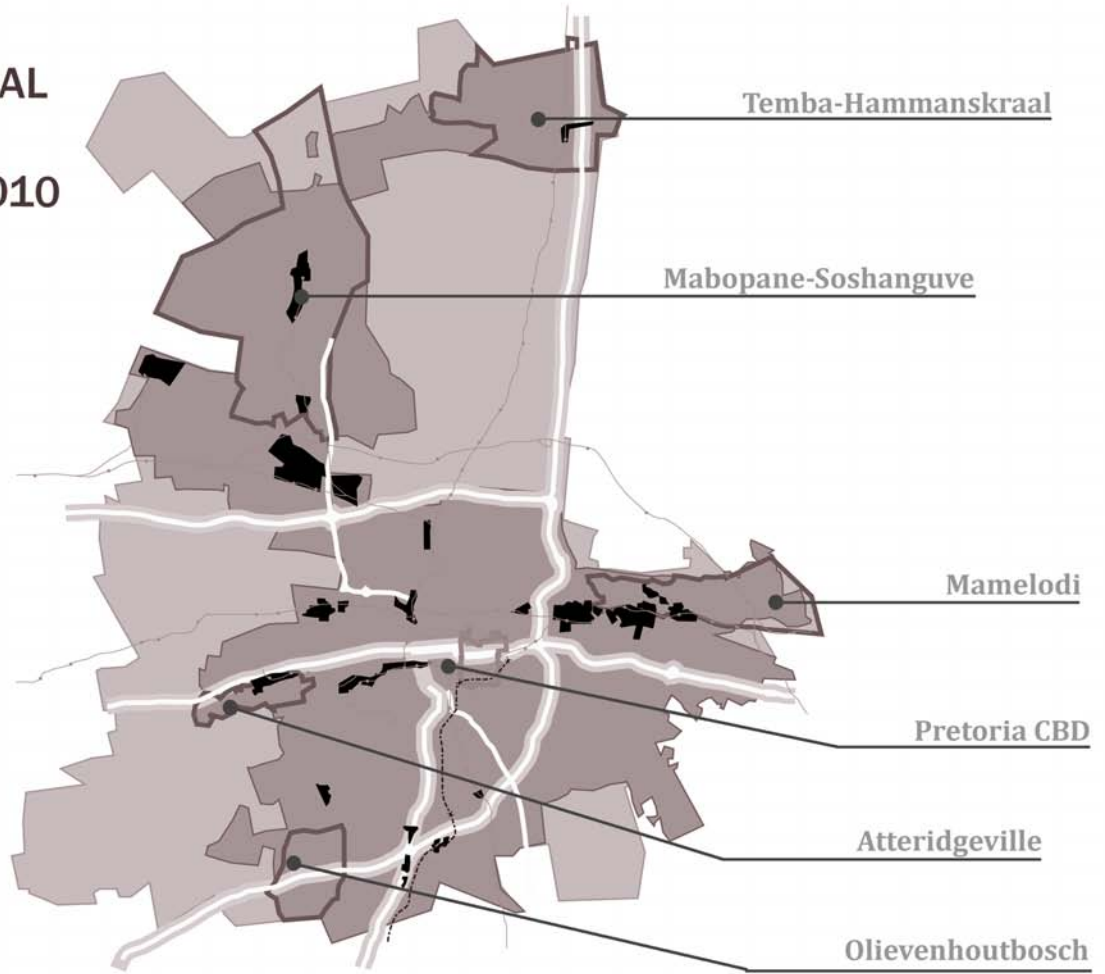 AL
010
Temba-Hammanskraal
Mabopane-Soshanguve
Mamelodi
Pretoria CBD
Atteridgeville
Olievenhoutbosch